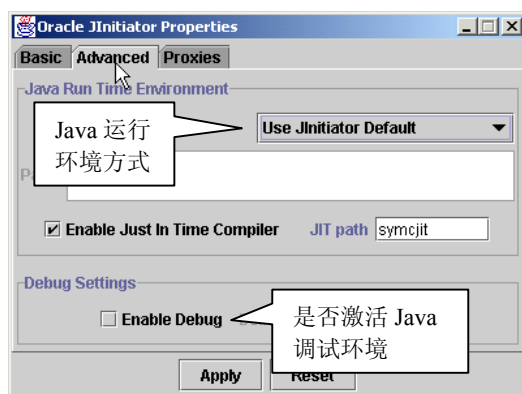 Oracle JInitiator Properties
Basic Advanced Proxies
Java Run Time Environment
Java 运行
环境方式
Use JInitiator Default
Enable Just In Time Compiler JIT path symcjit
Debug Settings
Enable Debug
是否激活 Java
调试环境
Apply Reset